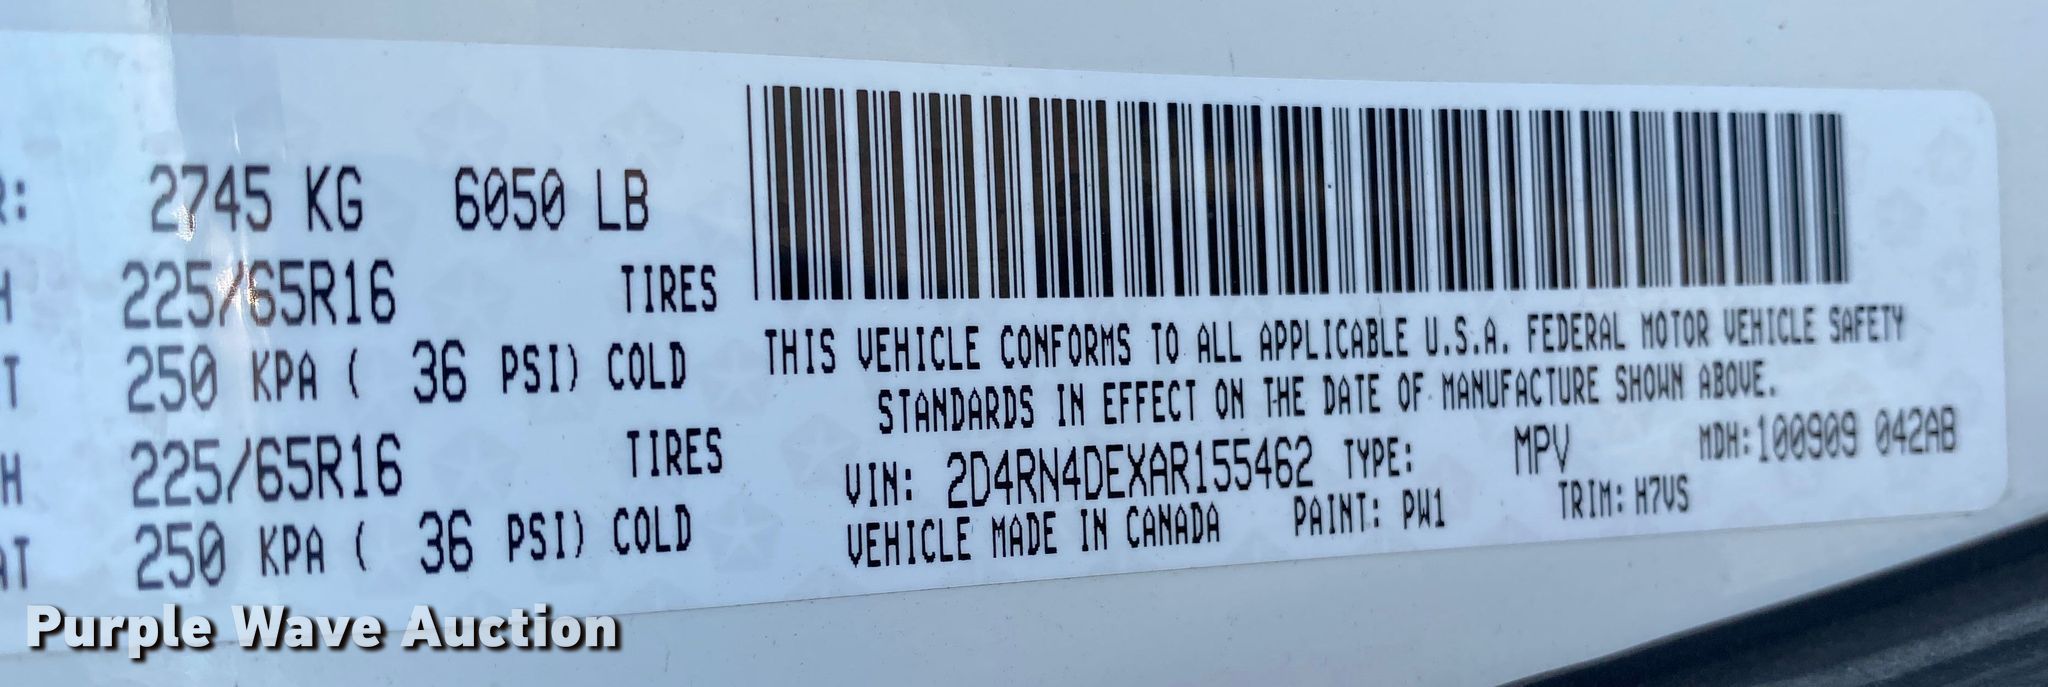 R: 2745 KG 6050 LB
H 225/65R16 TIRES
T 250 KPA ( 36 PSI) COLD
H 225/65R16 TIRES
AT 250 KPA ( 36 PSI) COLD
THIS VEHICLE CONFORMS TO ALL APPLICABLE U.S.A. FEDERAL MOTOR VEHICLE SAFETY
STANDARDS IN EFFECT ON THE DATE OF MANUFACTURE SHOWN ABOVE.
VIN: 2D4RN4DEXAR155462 TYPE: MPV MDH:100909 042AB
VEHICLE MADE IN CANADA PAINT: PW1 TRIM: H7VS
Purple Wave Auction